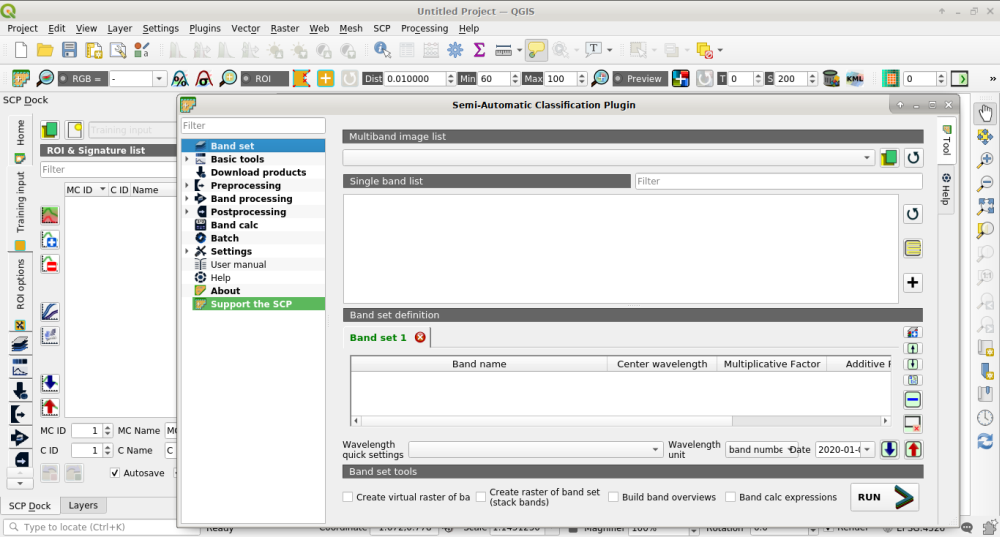 Untitled Project — QGIS
Project Edit View Layer Settings Plugins Vector Raster Web Mesh SCP Processing Help
RGB = - ROI Dist 0.010000 Min 60 Max 100 Preview T 0 S 200 KML 0
SCP Dock
Semi-Automatic Classification Plugin
Home
Training input
ROI options
Training input
ROI & Signature list
Filter
MC ID C ID Name
MC ID 1 MC Name
C ID 1 C Name C
Autosave
SCP Dock Layers
Filter
Band set
Basic tools
Download products
Preprocessing
Band processing
Postprocessing
Band calc
Batch
Settings
User manual
Help
About
Support the SCP
Multiband image list
Single band list Filter
Band set definition
Band set 1
Band name Center wavelength Multiplicative Factor Additive F
Wavelength
quick settings
Wavelength
unit
band numbe Date 2020-01-
Band set tools
Create virtual raster of ba
Create raster of band set
(stack bands)
Build band overviews
Band calc expressions
RUN
Tool
Help
Type to locate (Ctrl+K) Ready Coordinate Scale Magnifier 100% Rotation 0.0 Render